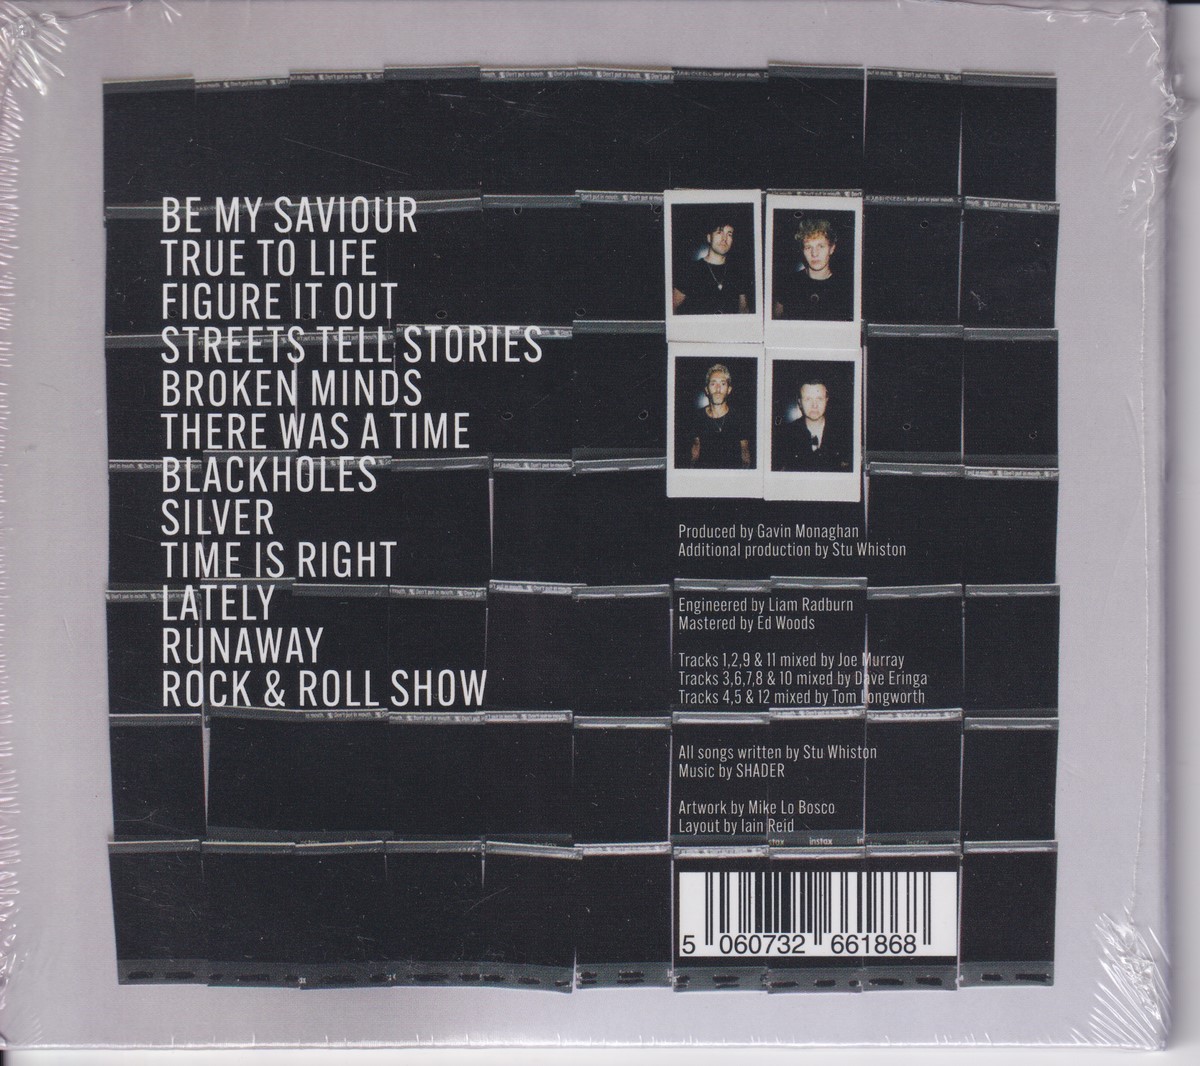 BE MY SAVIOUR
TRUE TO LIFE
FIGURE IT OUT
STREETS TELL STORIES
BROKEN MINDS
THERE WAS A TIME
BLACKHOLES
SILVER
TIME IS RIGHT
LATELY
RUNAWAY
ROCK & ROLL SHOW
Produced by Gavin Monaghan
Additional production by Stu Whiston
Engineered by Liam Radburn
Mastered by Ed Woods
Tracks 1,2,9 & 11 mixed by Joe Murray
Tracks 3,6,7,8 & 10 mixed by Dave Eringa
Tracks 4,5 & 12 mixed by Tom Longworth
All songs written by Stu Whiston
Music by SHADER
Artwork by Mike Lo Bosco
Layout by Iain Reid
instax
5 060732 661868